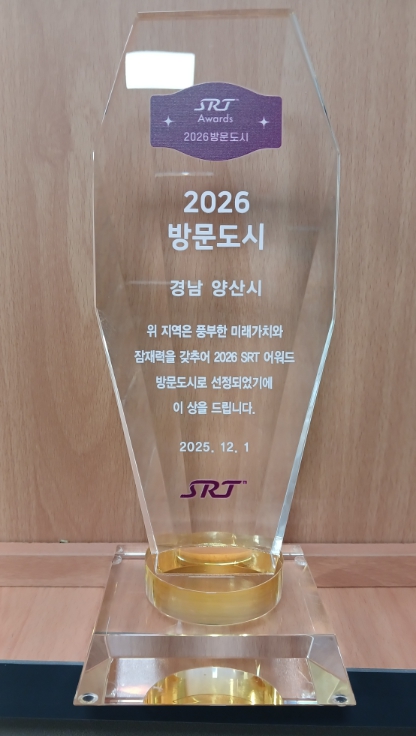 SRT
Awards
2026방문도시
2026
방문도시
경남 양산시
위 지역은 풍부한 미래가치와
잠재력을 갖추어 2026 SRT 어워드
방문도시로 선정되었기에
이 상을 드립니다.
2025. 12. 1
SRT